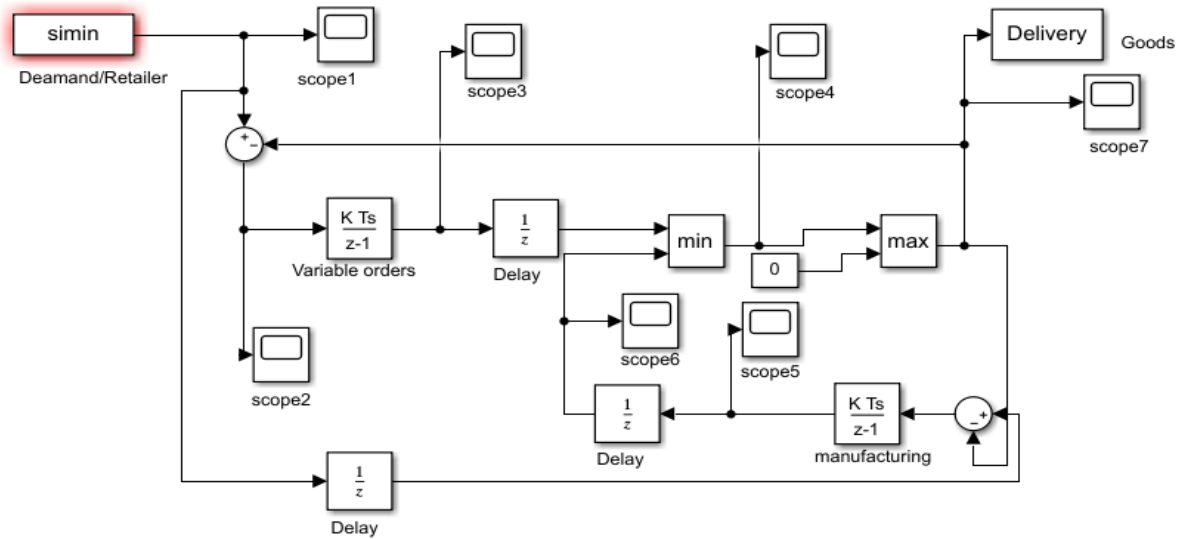 simin
Deamand/Retailer
scope1
scope3
scope4
Delivery
Goods
scope7
+
−
K Ts
z-1
Variable orders
1
z
Delay
min
0
max
scope2
scope6
scope5
1
z
Delay
K Ts
z-1
manufacturing
+
−
1
z
Delay